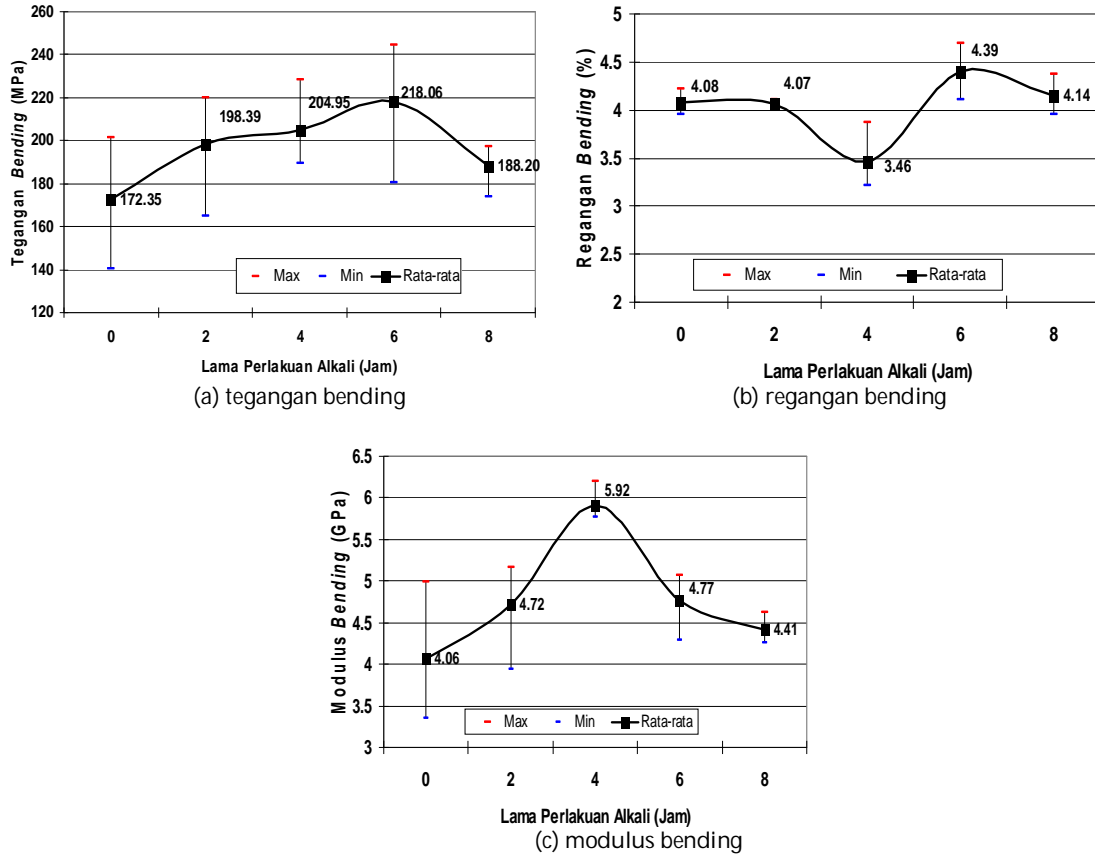 260
240
220
200
180
160
140
120
Tegangan Bending (MPa)
172.35
198.39
204.95
218.06
188.20
Max Min Rata-rata
0 2 4 6 8
Lama Perlakuan Alkali (Jam)
(a) tegangan bending
5
4.5
4
3.5
3
2.5
2
Regangan Bending (%)
4.08
4.07
3.46
4.39
4.14
Max Min Rata-rata
0 2 4 6 8
Lama Perlakuan Alkali (Jam)
(b) regangan bending
6.5
6
5.5
5
4.5
4
3.5
3
Modulus Bending (GPa)
4.06
4.72
5.92
4.77
4.41
Max Min Rata-rata
0 2 4 6 8
Lama Perlakuan Alkali (Jam)
(c) modulus bending